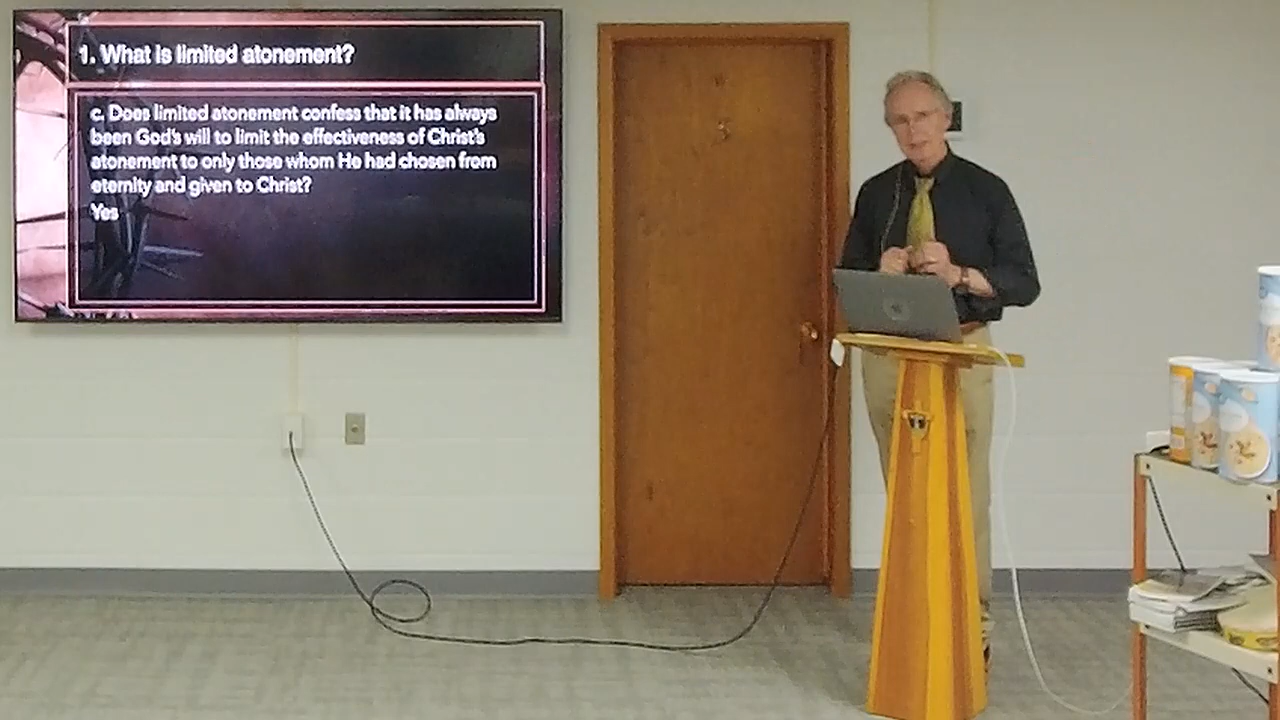 1. What is limited atonement?
c. Does limited atonement confess that it has always
been God's will to limit the effectiveness of Christ's
atonement to only those whom He had chosen from
eternity and given to Christ?
Yes